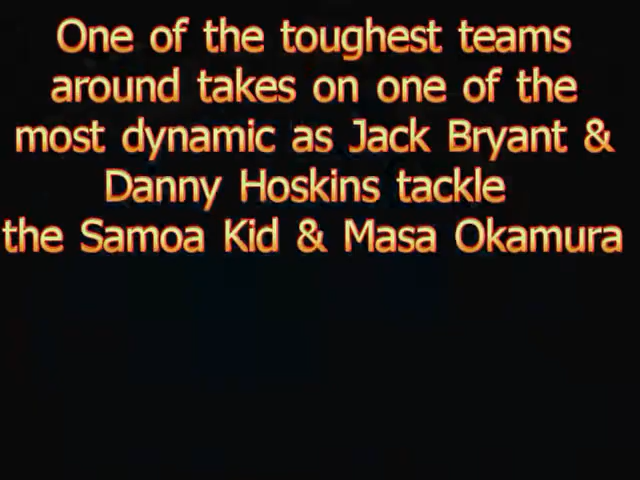 One of the toughest teams
around takes on one of the
most dynamic as Jack Bryant &
Danny Hoskins tackle
the Samoa Kid & Masa Okamura